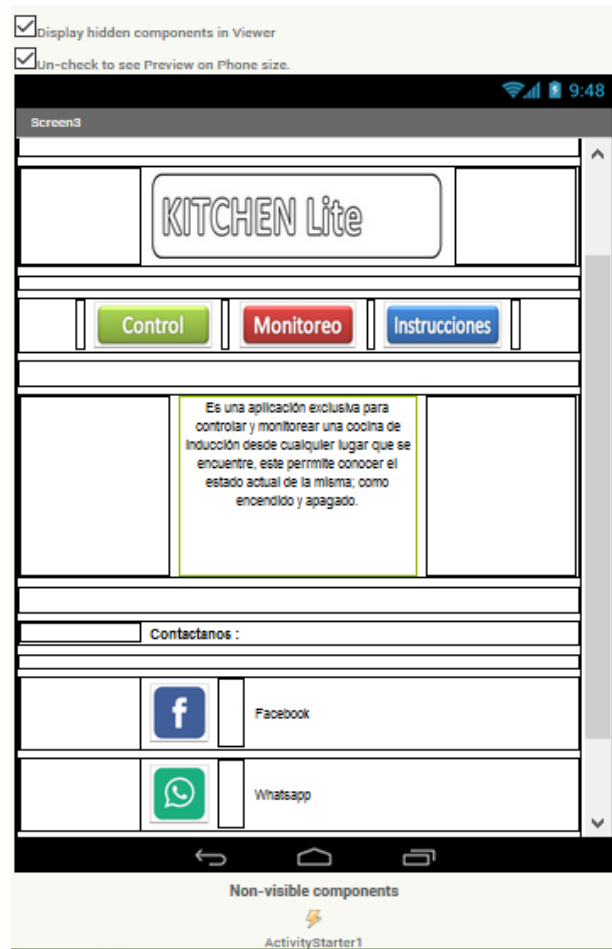 Display hidden components in Viewer
Un-check to see Preview on Phone size.
9:48
Screen3
KITCHEN Lite
Control Monitoreo Instrucciones
Es una aplicación exclusiva para
controlar y monitorear una cocina de
Inducción desde cualquier lugar que se
encuentre, este perrmite conocer el
estado actual de la misma; como
encendido y apagado.
Contactanos :
Facebook
Whatsapp
Non-visible components
ActivityStarter1